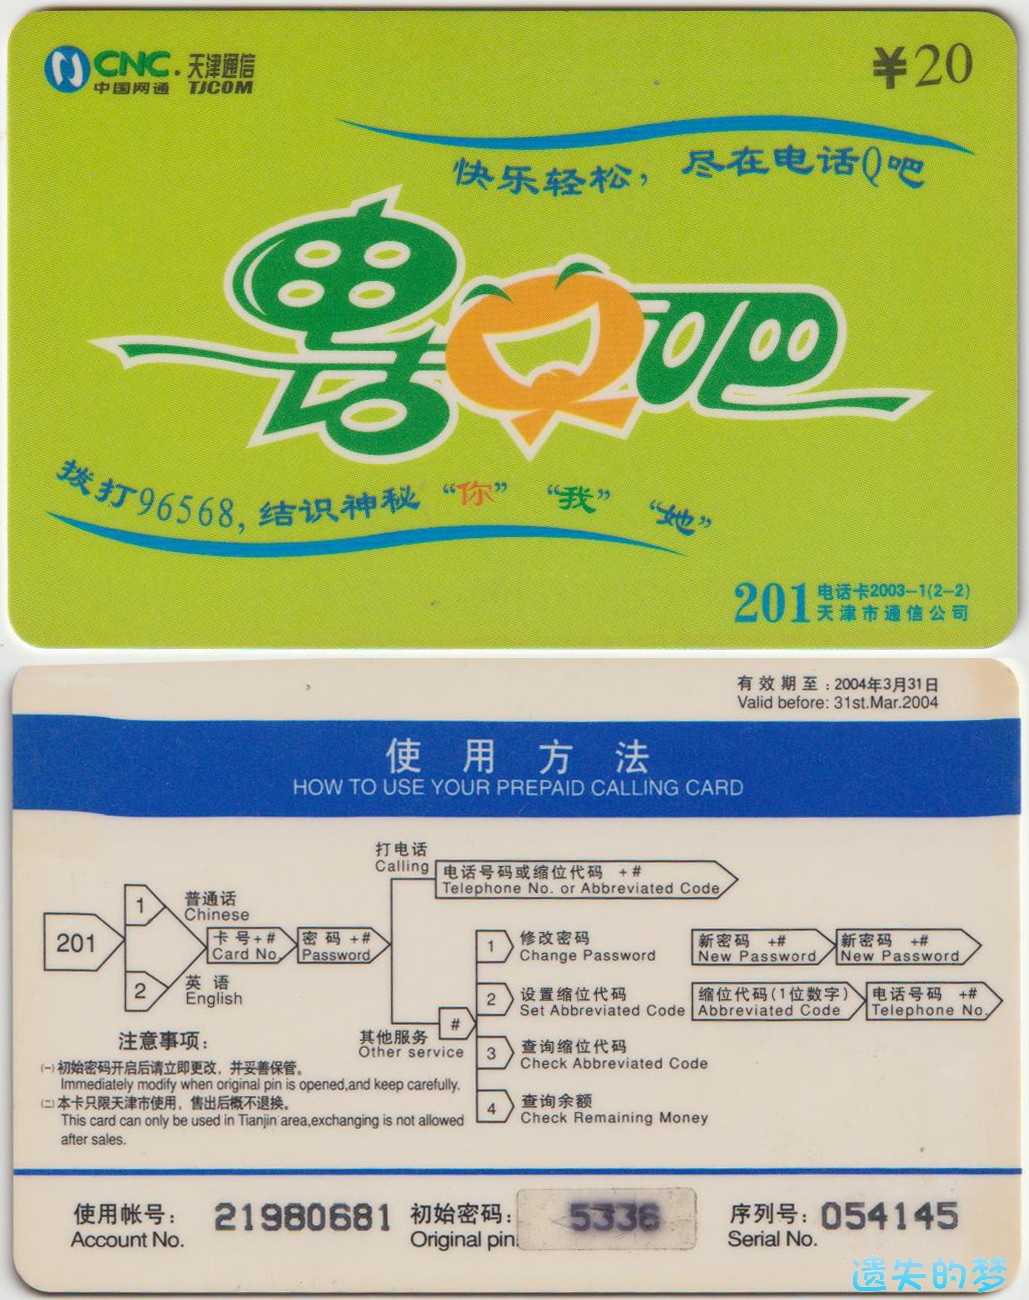 CNC · 天津通信
中国网通 TJCOM
¥20
快乐轻松，尽在电话Q吧
电话Q吧
拨打96568，结识神秘“你”“我”“她”
201 电话卡2003-1(2-2)
天津市通信公司
有效期至：2004年3月31日
Valid before: 31st.Mar.2004
使用方法
HOW TO USE YOUR PREPAID CALLING CARD
201
1
普通话
Chinese
2
英语
English
卡号+#
Card No.
密码+#
Password
打电话
Calling
电话号码或缩位代码 +#
Telephone No. or Abbreviated Code
其他服务
Other service
#
1
修改密码
Change Password
新密码 +#
New Password
新密码 +#
New Password
2
设置缩位代码
Set Abbreviated Code
缩位代码(1位数字)
Abbreviated Code
电话号码 +#
Telephone No.
3
查询缩位代码
Check Abbreviated Code
4
查询余额
Check Remaining Money
注意事项：
(一)初始密码开启后请立即更改，并妥善保管。
Immediately modify when original pin is opened,and keep carefully.
(二)本卡只限天津市使用，售出后概不退换。
This card can only be used in Tianjin area,exchanging is not allowed
after sales.
使用帐号： 21980681 初始密码： 5336 序列号： 054145
Account No. Original pin: Serial No.
遗失的梦